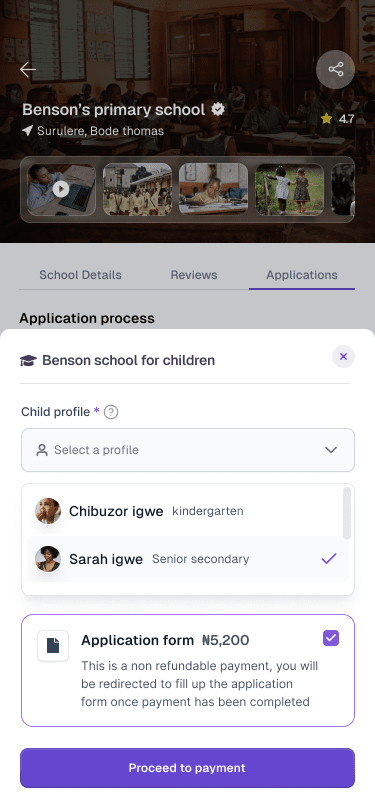 Benson's primary school
4.7
Surulere, Bode thomas
School Details
Reviews
Applications
Application process
Benson school for children
Child profile * ?
Select a profile
Chibuzor igwe kindergarten
Sarah igwe Senior secondary
Application form ₦5,200
This is a non refundable payment, you will
be redirected to fill up the application
form once payment has been completed
Proceed to payment